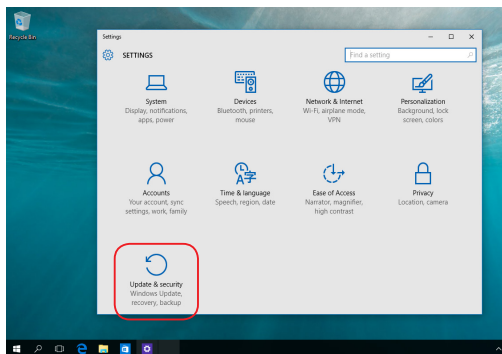 Recycle Bin
Settings
SETTINGS
Find a setting
System
Display, notifications,
apps, power
Devices
Bluetooth, printers,
mouse
Network & Internet
Wi-Fi, airplane mode,
VPN
Personalization
Background, lock
screen, colors
Accounts
Your account, sync
settings, work, family
Time & language
Speech, region, date
Ease of Access
Narrator, magnifier,
high contrast
Privacy
Location, camera
Update & security
Windows Update,
recovery, backup